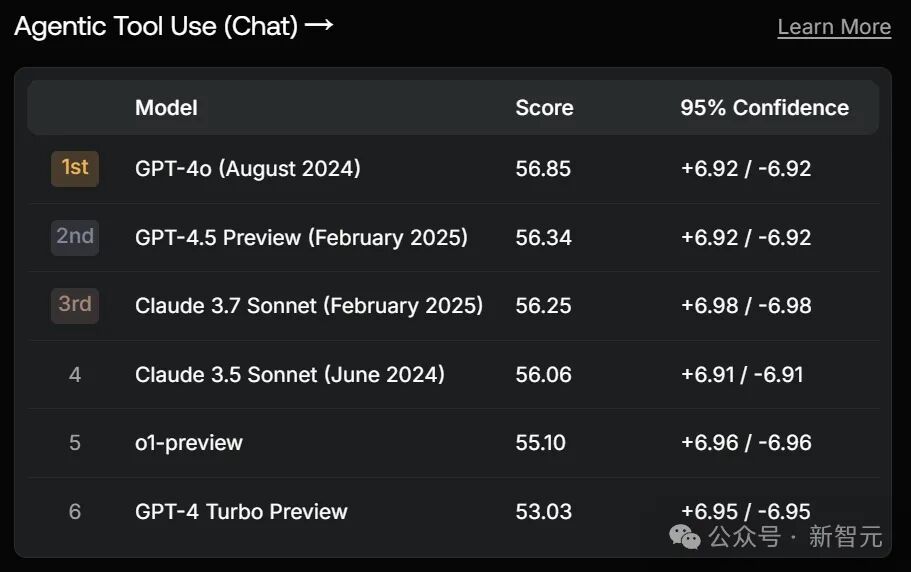 Agentic Tool Use (Chat) → Learn More
Model Score 95% Confidence
1st GPT-4o (August 2024) 56.85 +6.92 / -6.92
2nd GPT-4.5 Preview (February 2025) 56.34 +6.92 / -6.92
3rd Claude 3.7 Sonnet (February 2025) 56.25 +6.98 / -6.98
4 Claude 3.5 Sonnet (June 2024) 56.06 +6.91 / -6.91
5 o1-preview 55.10 +6.96 / -6.96
6 GPT-4 Turbo Preview 53.03 +6.95 / -6.95
公众号 · 新智元